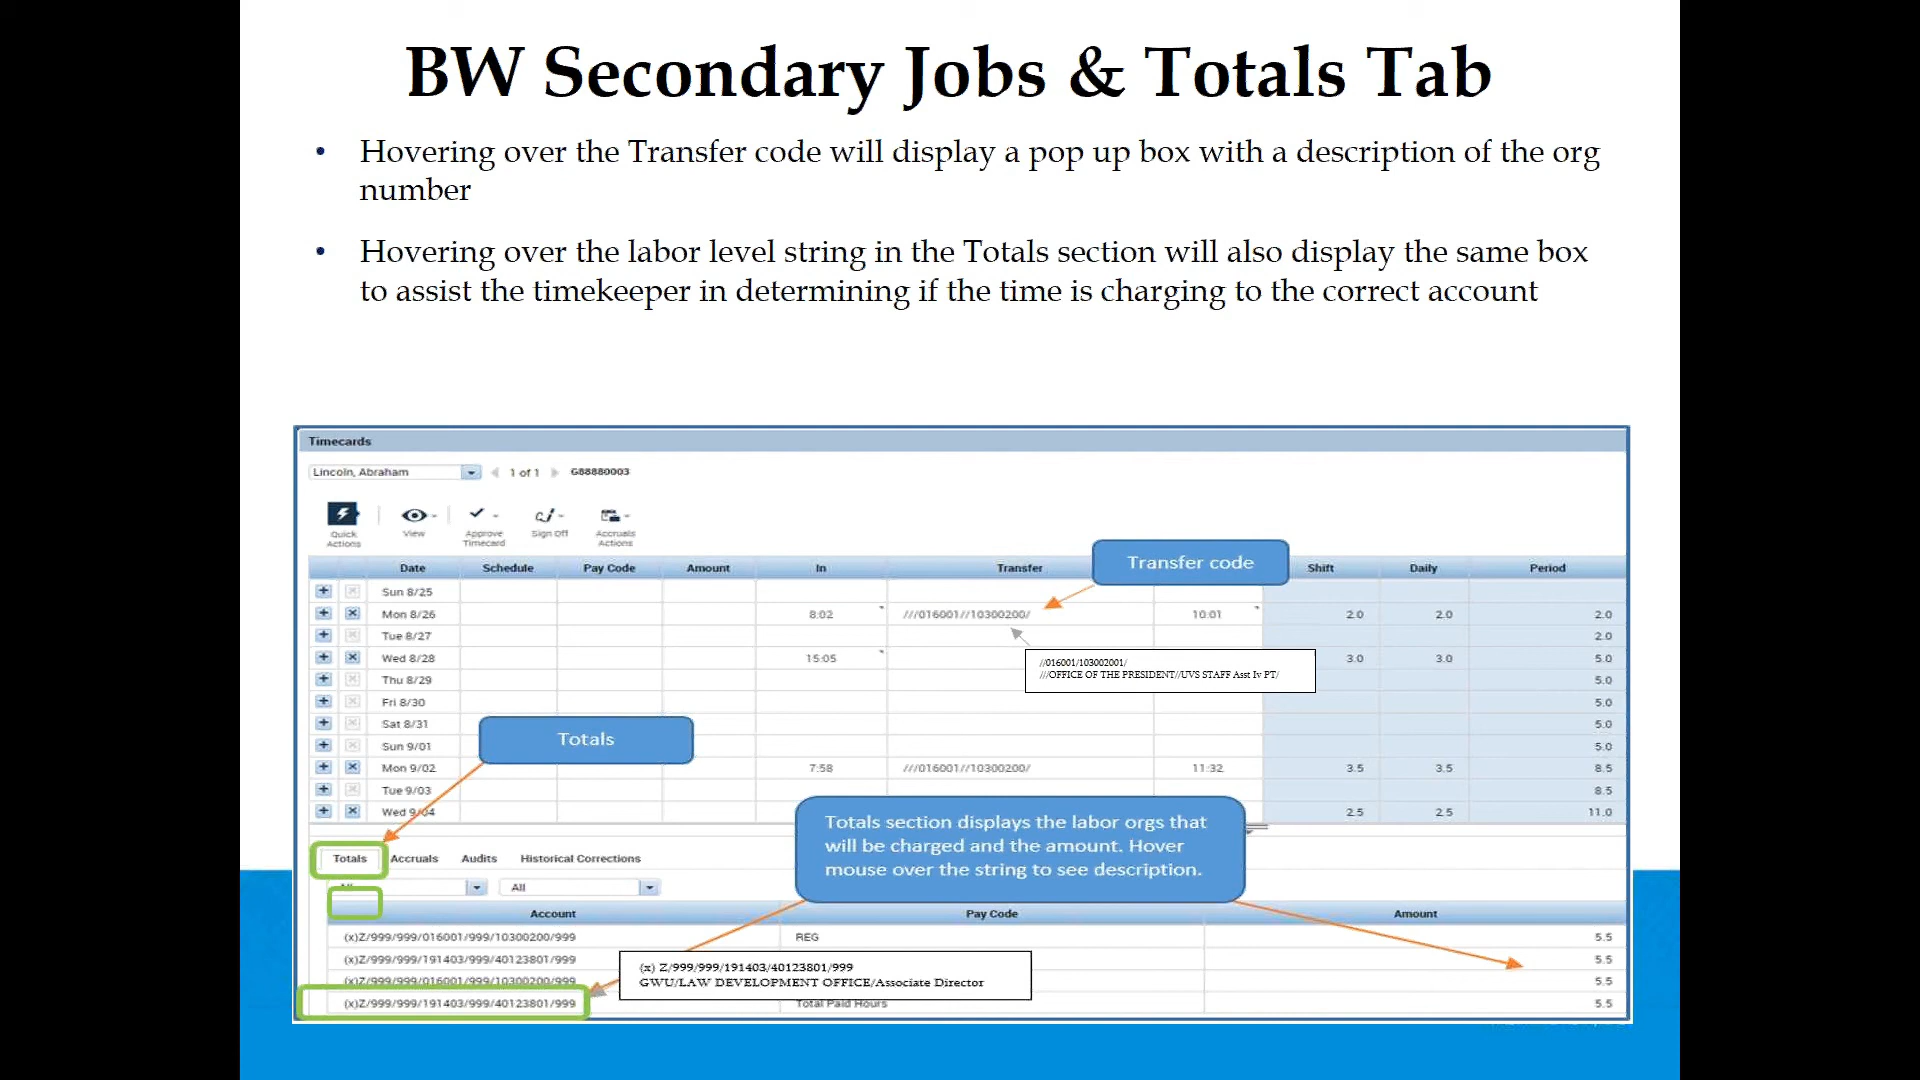 BW Secondary Jobs & Totals Tab
• Hovering over the Transfer code will display a pop up box with a description of the org
number
• Hovering over the labor level string in the Totals section will also display the same box
to assist the timekeeper in determining if the time is charging to the correct account
Timecards
Lincoln, Abraham 1 of 1 G88880003
Quick Actions View Approve Timecard Sign Off Accruals Actions
Transfer code
Date Schedule Pay Code Amount In Transfer Shift Daily Period
Sun 8/25
Mon 8/26 8:02 ///016001//10300200/ 10:01 2.0 2.0 2.0
Tue 8/27 2.0
Wed 8/28 15:05 3.0 3.0 5.0
//016001/103002001/
///OFFICE OF THE PRESIDENT//UVS STAFF Asst Iv PT/
Thu 8/29 5.0
Fri 8/30 5.0
Sat 8/31 5.0
Totals
Sun 9/01 5.0
Mon 9/02 7:58 ///016001//10300200/ 11:32 3.5 3.5 8.5
Tue 9/03 8.5
Wed 9/04 2.5 2.5 11.0
Totals section displays the labor orgs that
will be charged and the amount. Hover
mouse over the string to see description.
Totals Accruals Audits Historical Corrections
All
Account Pay Code Amount
(x)Z/999/999/016001/999/10300200/999 REG 5.5
(x)Z/999/999/191403/999/40123801/999 5.5
(x)Z/999/999/016001/999/10300200/999 5.5
(x)Z/999/999/191403/999/40123801/999 Total Paid Hours 5.5
(x) Z/999/999/191403/40123801/999
GWU/LAW DEVELOPMENT OFFICE/Associate Director